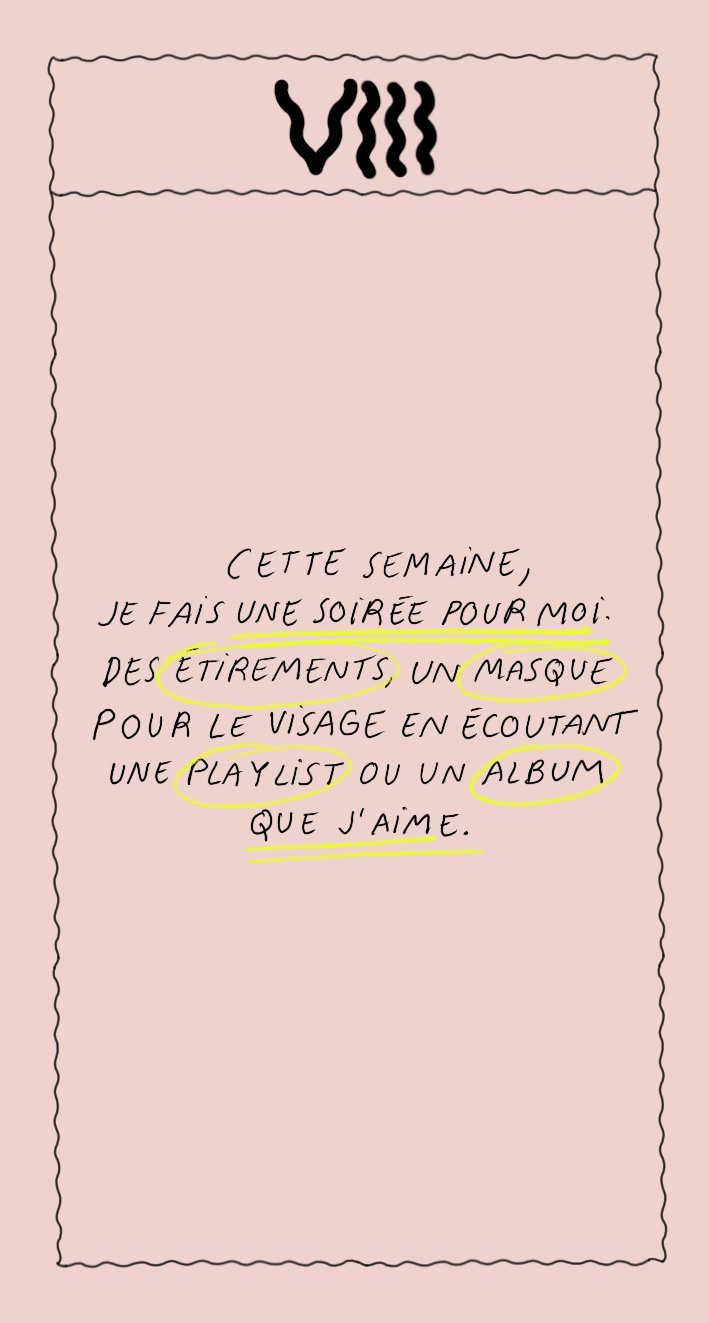 VIII
CETTE SEMAINE,
JE FAIS UNE SOIRÉE POUR MOI.
DES ÉTIREMENTS, UN MASQUE
POUR LE VISAGE EN ÉCOUTANT
UNE PLAYLIST OU UN ALBUM
QUE J'AIME.